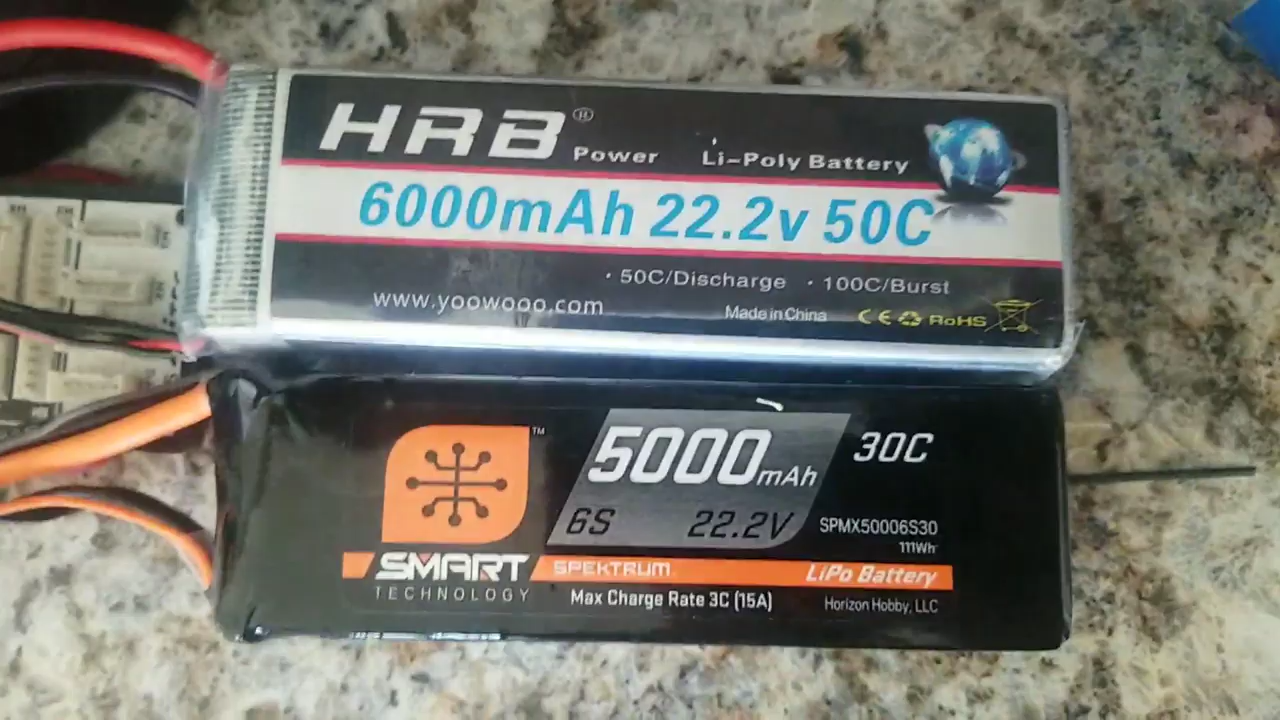 HRB® Power Li-Poly Battery
6000mAh 22.2v 50C
· 50C/Discharge · 100C/Burst
www.yoowooo.com
Made in China CE RoHS
TM
5000mAh 30C
6S 22.2V SPMX50006S30
111Wh
SMART SPEKTRUM LiPo Battery
TECHNOLOGY Max Charge Rate 3C (15A) Horizon Hobby, LLC